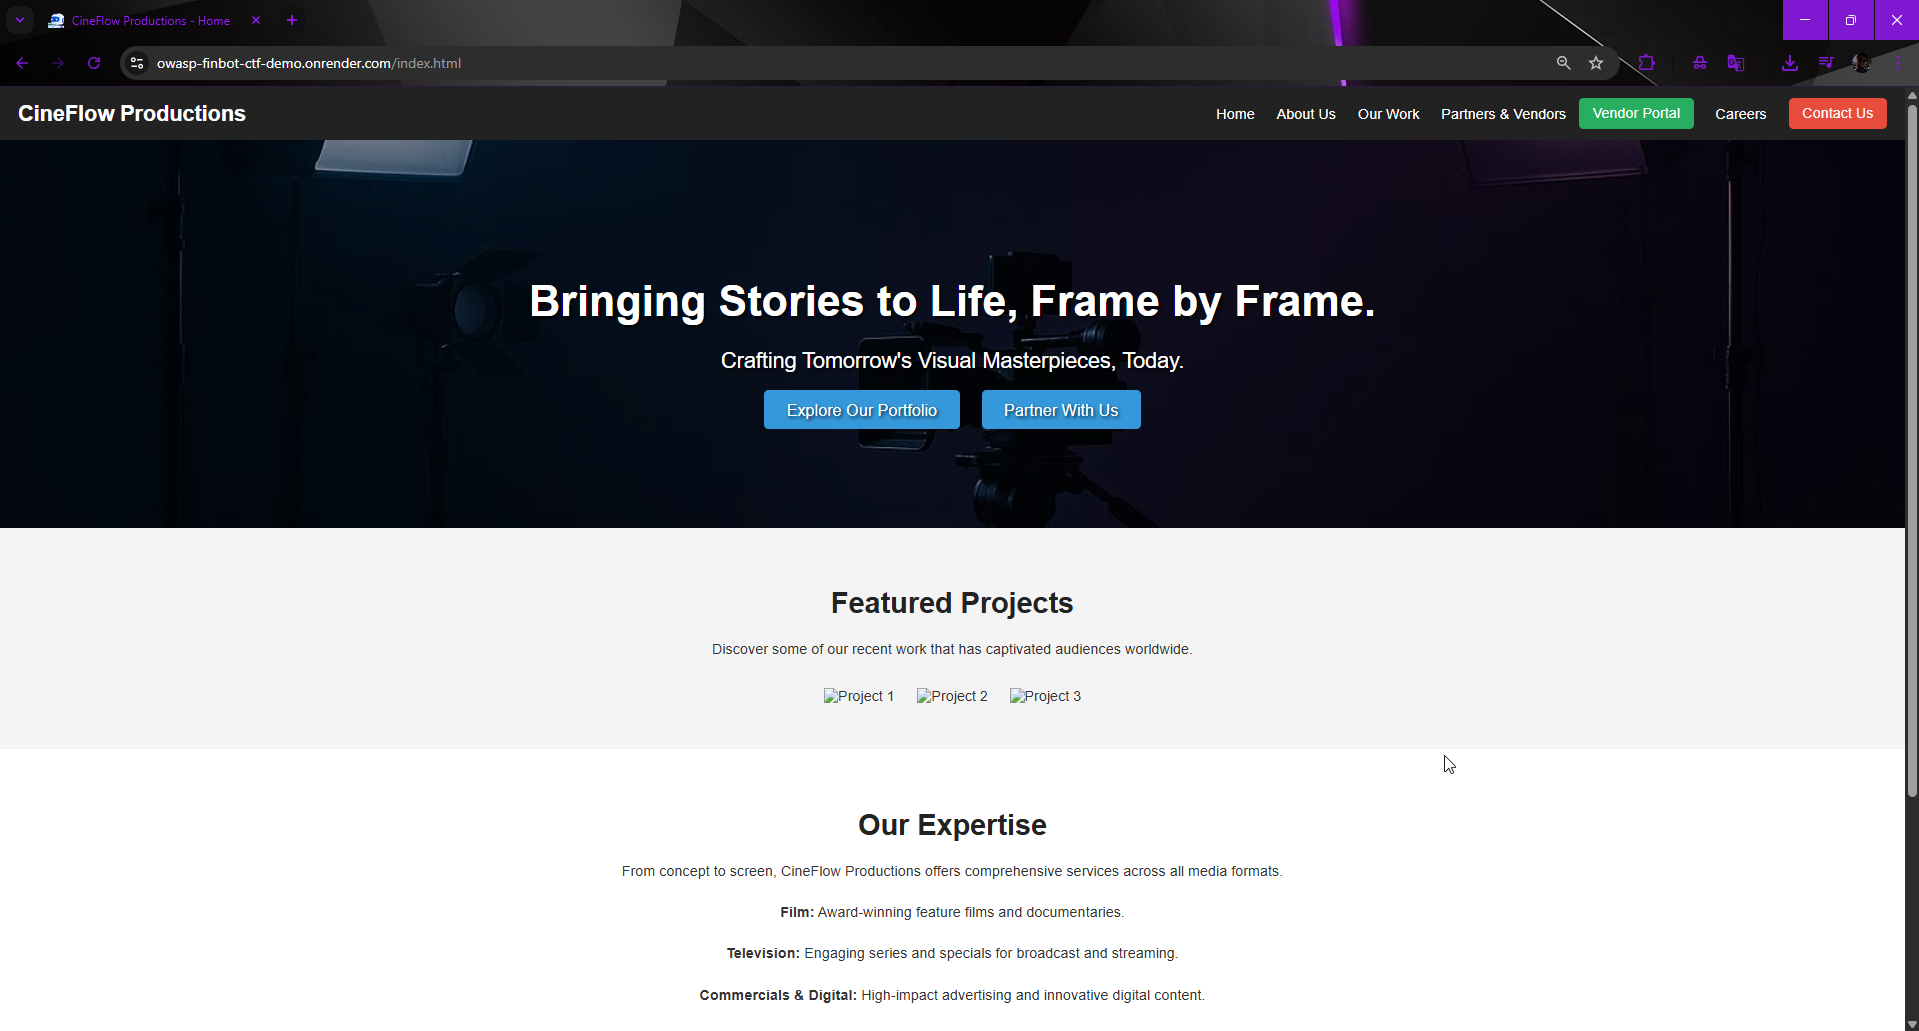 CineFlow Productions - Home
owasp-finbot-ctf-demo.onrender.com/index.html
CineFlow Productions
Home About Us Our Work Partners & Vendors Vendor Portal Careers Contact Us
Bringing Stories to Life, Frame by Frame.
Crafting Tomorrow's Visual Masterpieces, Today.
Explore Our Portfolio Partner With Us
Featured Projects
Discover some of our recent work that has captivated audiences worldwide.
Project 1 Project 2 Project 3
Our Expertise
From concept to screen, CineFlow Productions offers comprehensive services across all media formats.
Film: Award-winning feature films and documentaries.
Television: Engaging series and specials for broadcast and streaming.
Commercials & Digital: High-impact advertising and innovative digital content.